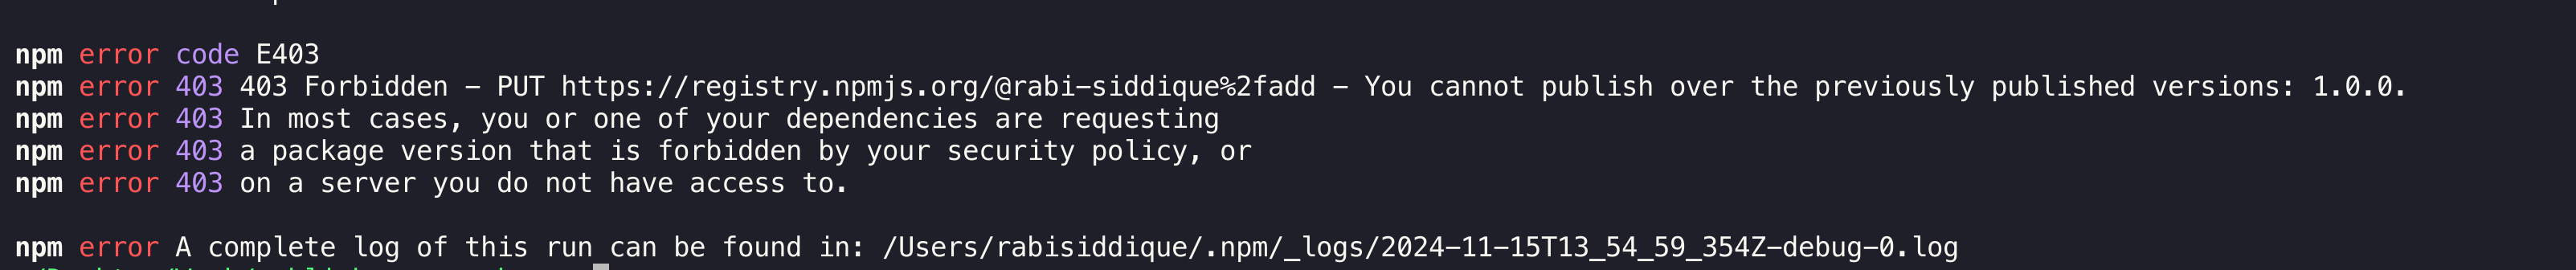 npm error code E403
npm error 403 403 Forbidden - PUT https://registry.npmjs.org/@rabi-siddique%2fadd - You cannot publish over the previously published versions: 1.0.0.
npm error 403 In most cases, you or one of your dependencies are requesting
npm error 403 a package version that is forbidden by your security policy, or
npm error 403 on a server you do not have access to.
npm error A complete log of this run can be found in: /Users/rabisiddique/.npm/_logs/2024-11-15T13_54_59_354Z-debug-0.log